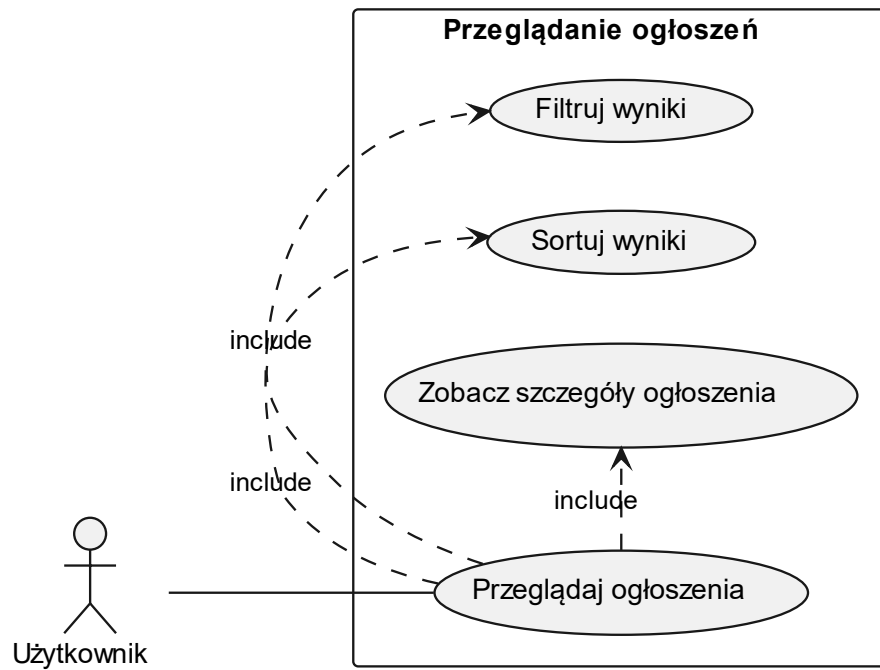 Przeglądanie ogłoszeń
Filtruj wyniki
Sortuj wyniki
include
Zobacz szczegóły ogłoszenia
include
include
Przeglądaj ogłoszenia
Użytkownik